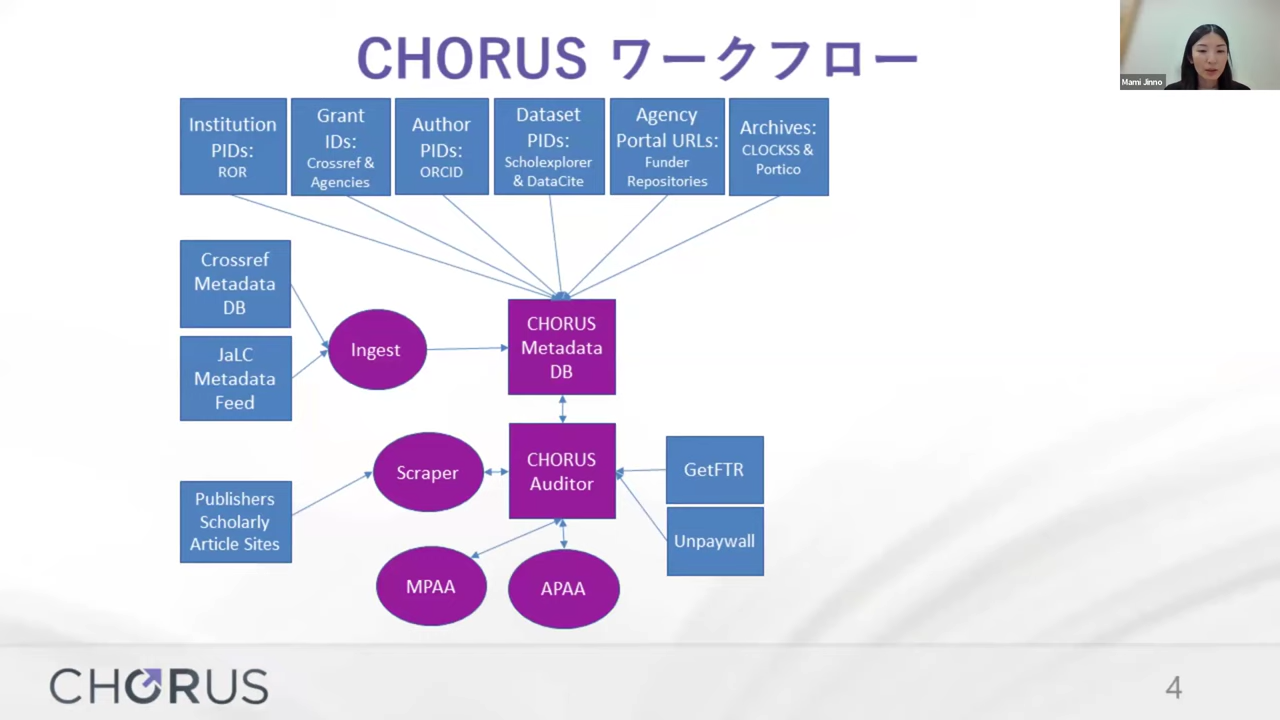 CHORUS ワークフロー
Mami Jinno
Institution
PIDs:
ROR
Grant
IDs:
Crossref &
Agencies
Author
PIDs:
ORCID
Dataset
PIDs:
Scholexplorer
& DataCite
Agency
Portal URLs:
Funder
Repositories
Archives:
CLOCKSS &
Portico
Crossref
Metadata
DB
JaLC
Metadata
Feed
Ingest
CHORUS
Metadata
DB
Publishers
Scholarly
Article Sites
Scraper
CHORUS
Auditor
GetFTR
Unpaywall
MPAA
APAA
CHORUS
4